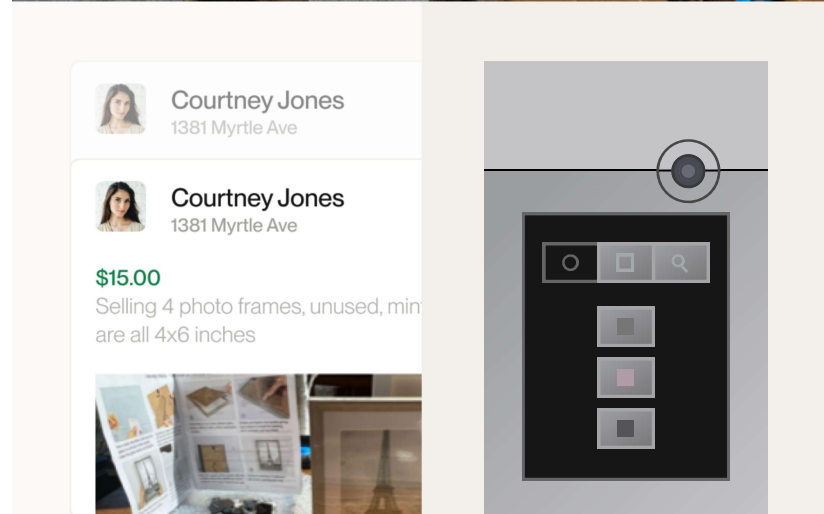 Courtney Jones
1381 Myrtle Ave
Courtney Jones
1381 Myrtle Ave
$15.00
Selling 4 photo frames, unused,
are all 4x6 inches